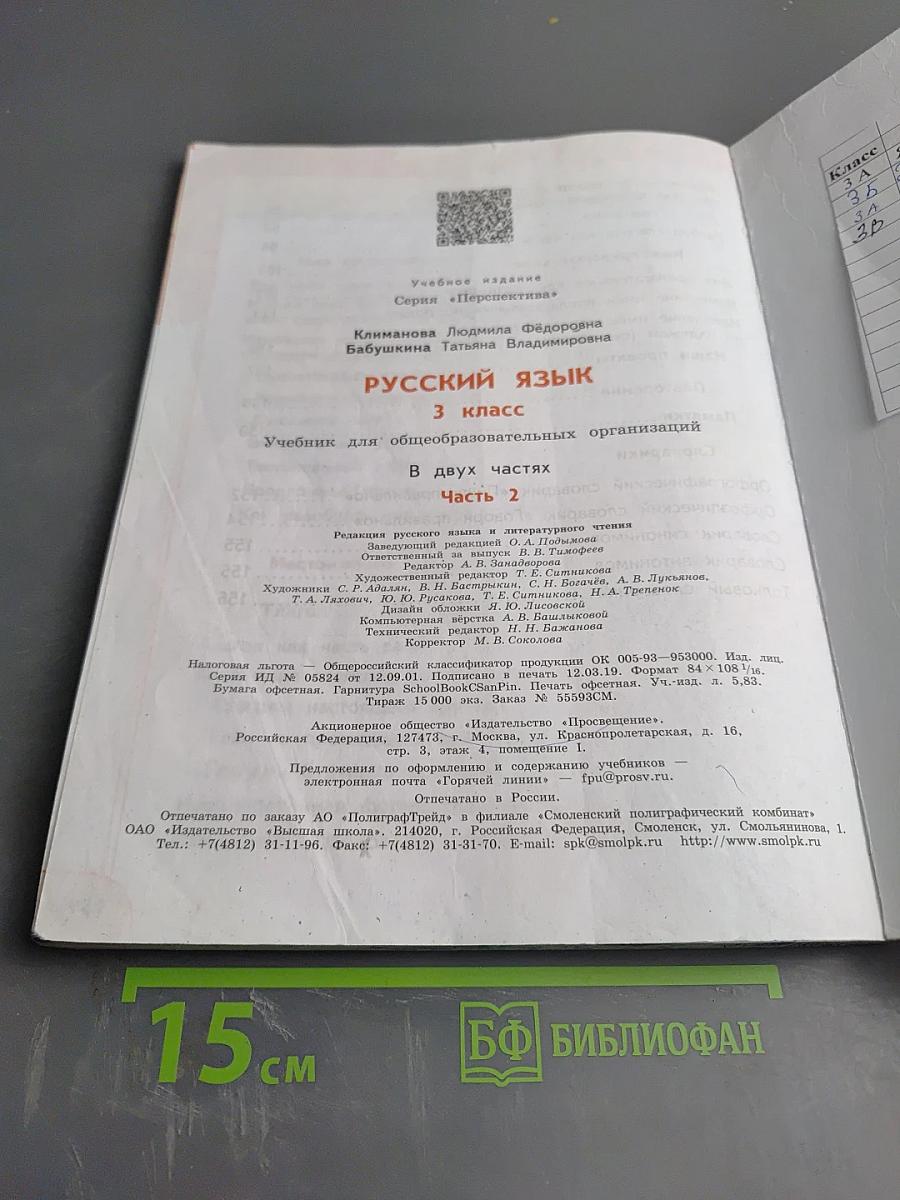 Учебное издание
Серия «Перспектива»
Климанова Людмила Фёдоровна
Бабушкина Татьяна Владимировна
РУССКИЙ ЯЗЫК
3 класс
Учебник для общеобразовательных организаций
В двух частях
Часть 2
Редакция русского языка и литературного чтения
Заведующий редакцией О. А. Подымова
Ответственный за выпуск В. В. Тимофеев
Редактор А. В. Занадворова
Художественный редактор Т. Е. Ситникова
Художники С. Р. Адалян, В. Н. Бастрыкин, С. Н. Богачёв, А. В. Лукьянов,
Т. А. Ляхович, Ю. Ю. Русакова, Т. Е. Ситникова, Н. А. Трепенок
Дизайн обложки Я. Ю. Лисовской
Компьютерная вёрстка А. В. Башлыковой
Технический редактор Н. Н. Бажанова
Корректор М. В. Соколова
Налоговая льгота — Общероссийский классификатор продукции ОК 005-93—953000. Изд. лиц.
Серия ИД № 05824 от 12.09.01. Подписано в печать 12.03.19. Формат 84×108 1/16.
Бумага офсетная. Гарнитура SchoolBookCSanPin. Печать офсетная. Уч.-изд. л. 5,83.
Тираж 15 000 экз. Заказ № 55593СМ.
Акционерное общество «Издательство «Просвещение».
Российская Федерация, 127473, г. Москва, ул. Краснопролетарская, д. 16,
стр. 3, этаж 4, помещение I.
Предложения по оформлению и содержанию учебников —
электронная почта «Горячей линии» — fpu@prosv.ru.
Отпечатано в России.
Отпечатано по заказу АО «ПолиграфТрейд» в филиале «Смоленский полиграфический комбинат»
ОАО «Издательство «Высшая школа». 214020, г. Российская Федерация, Смоленск, ул. Смольянинова, 1.
Тел.: +7(4812) 31-11-96. Факс: +7(4812) 31-31-70. E-mail: spk@smolpk.ru http://www.smolpk.ru
Класс
3 А
3 Б
3 А
3 В
15 см
БФ БИБЛИОФАН